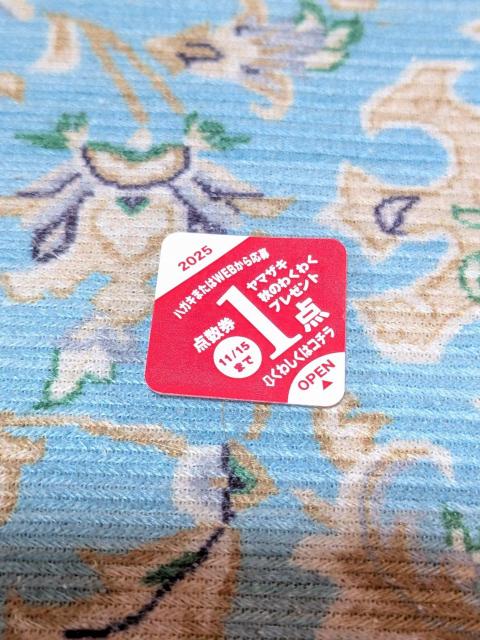 2025
ハガキまたはWEBから応募
ヤマザキ
秋のわくわく
プレゼント
点数券
1点
11/15
まで
くわしくはコチラ
OPEN